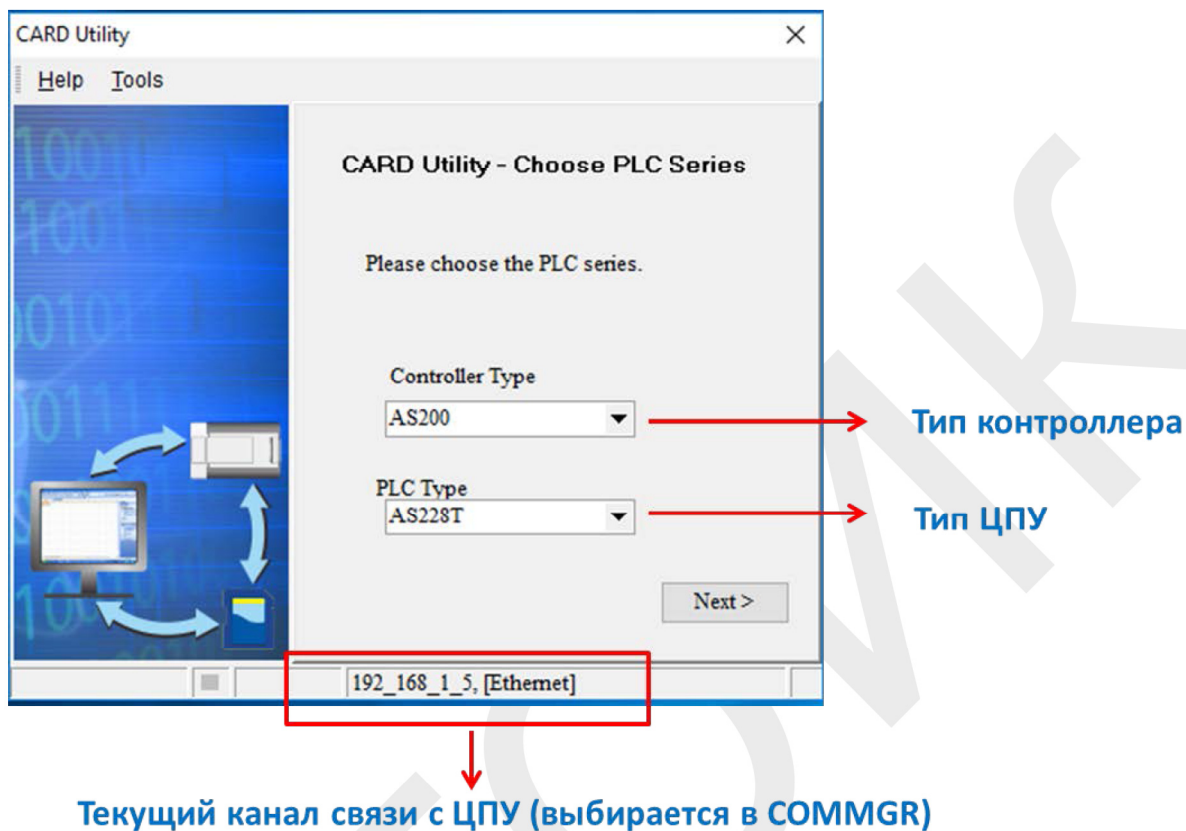 CARD Utility
Help Tools
CARD Utility - Choose PLC Series
Please choose the PLC series.
Controller Type
AS200
Тип контроллера
PLC Type
AS228T
Тип ЦПУ
Next >
192_168_1_5, [Ethernet]
Текущий канал связи с ЦПУ (выбирается в COMMGR)